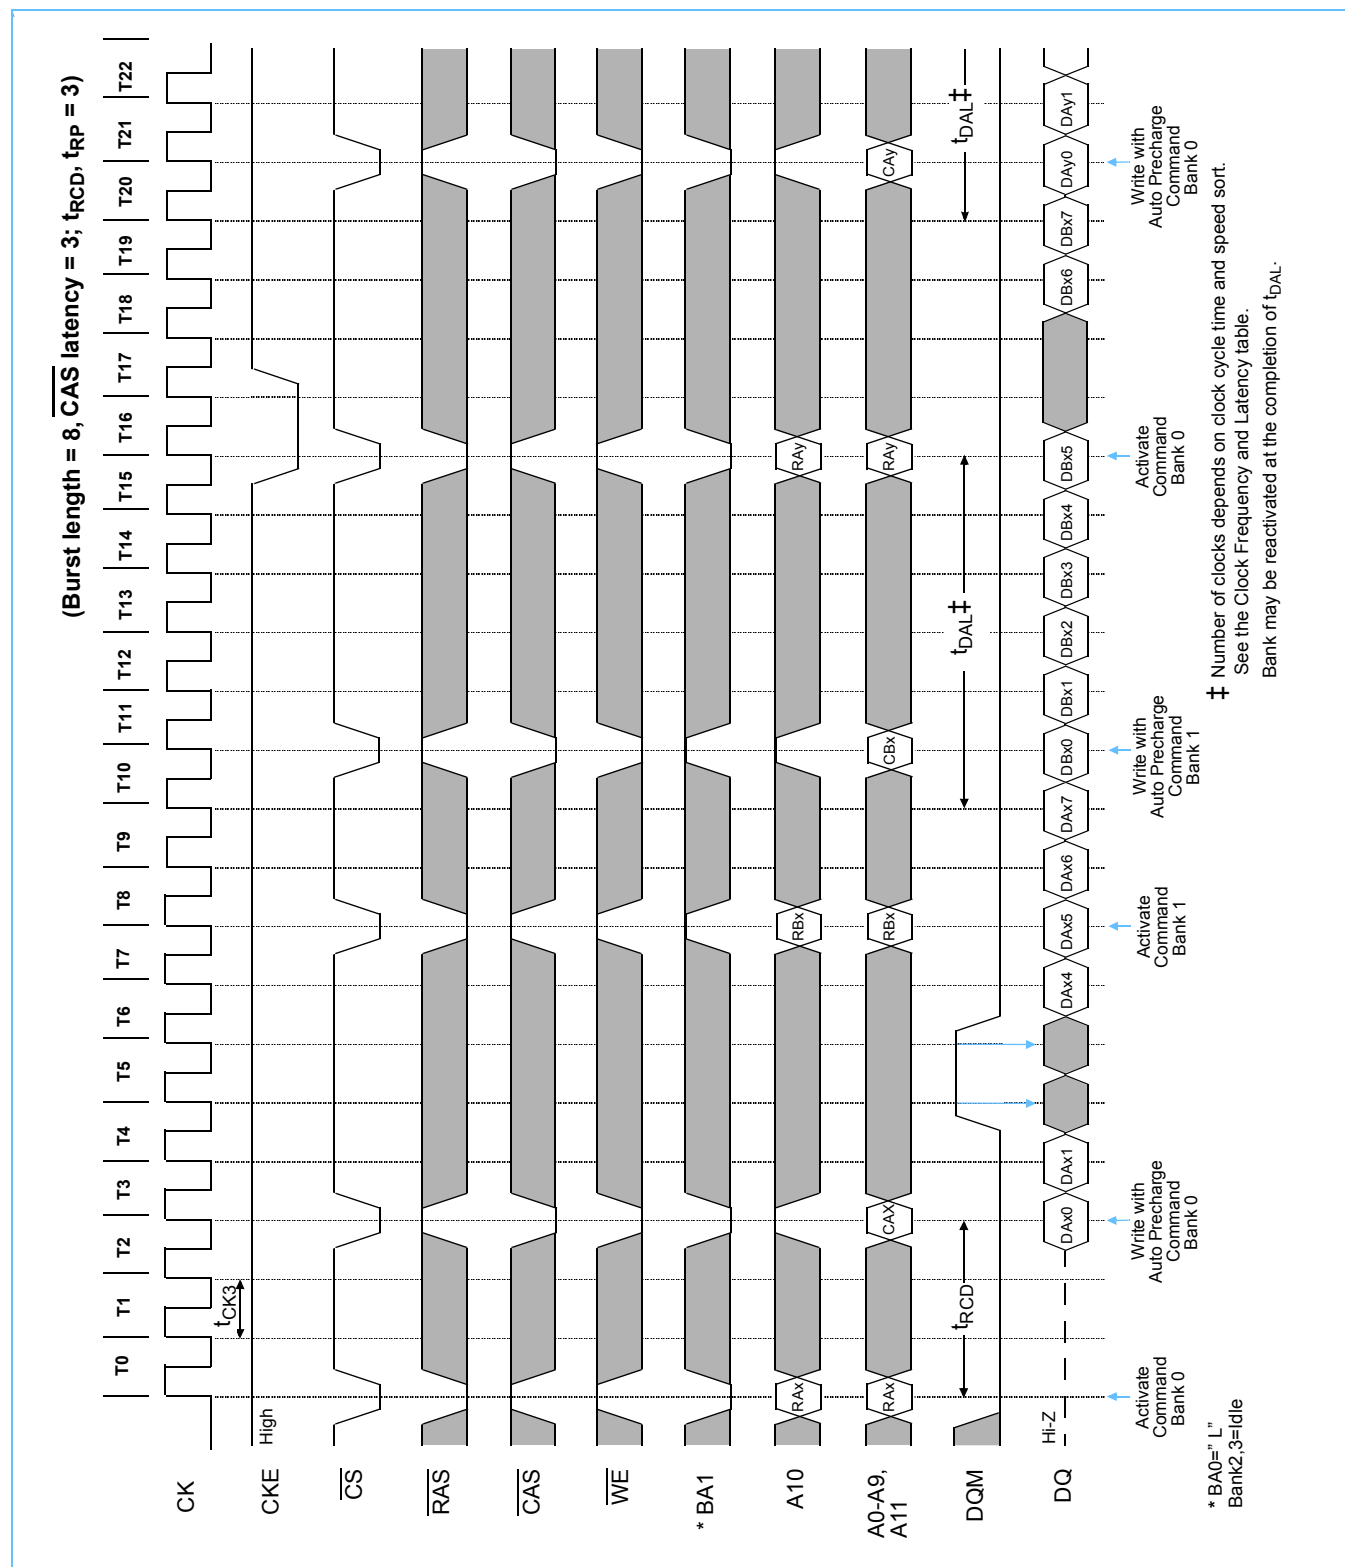 (Burst length = 8, CAS latency = 3; tRCD, tRP = 3)
T0 T1 T2 T3 T4 T5 T6 T7 T8 T9 T10 T11 T12 T13 T14 T15 T16 T17 T18 T19 T20 T21 T22
CK
tCK3
CKE
High
CS
RAS
CAS
WE
* BA1
A10
RAx RBx RAy
A0-A9,
A11
RAx CAX RBx CBx RAy CAy
DQM
tRCD tDAL‡ tDAL‡
DQ
Hi-Z
DAx0 DAx1 DAx4 DAx5 DAx6 DAx7 DBx0 DBx1 DBx2 DBx3 DBx4 DBx5 DBx6 DBx7 DAy0 DAy1
Activate
Command
Bank 0
Write with
Auto Precharge
Command
Bank 0
Activate
Command
Bank 1
Write with
Auto Precharge
Command
Bank 1
Activate
Command
Bank 0
Write with
Auto Precharge
Command
Bank 0
* BA0=” L”
Bank2,3=Idle
‡ Number of clocks depends on clock cycle time and speed sort.
See the Clock Frequency and Latency table.
Bank may be reactivated at the completion of tDAL.